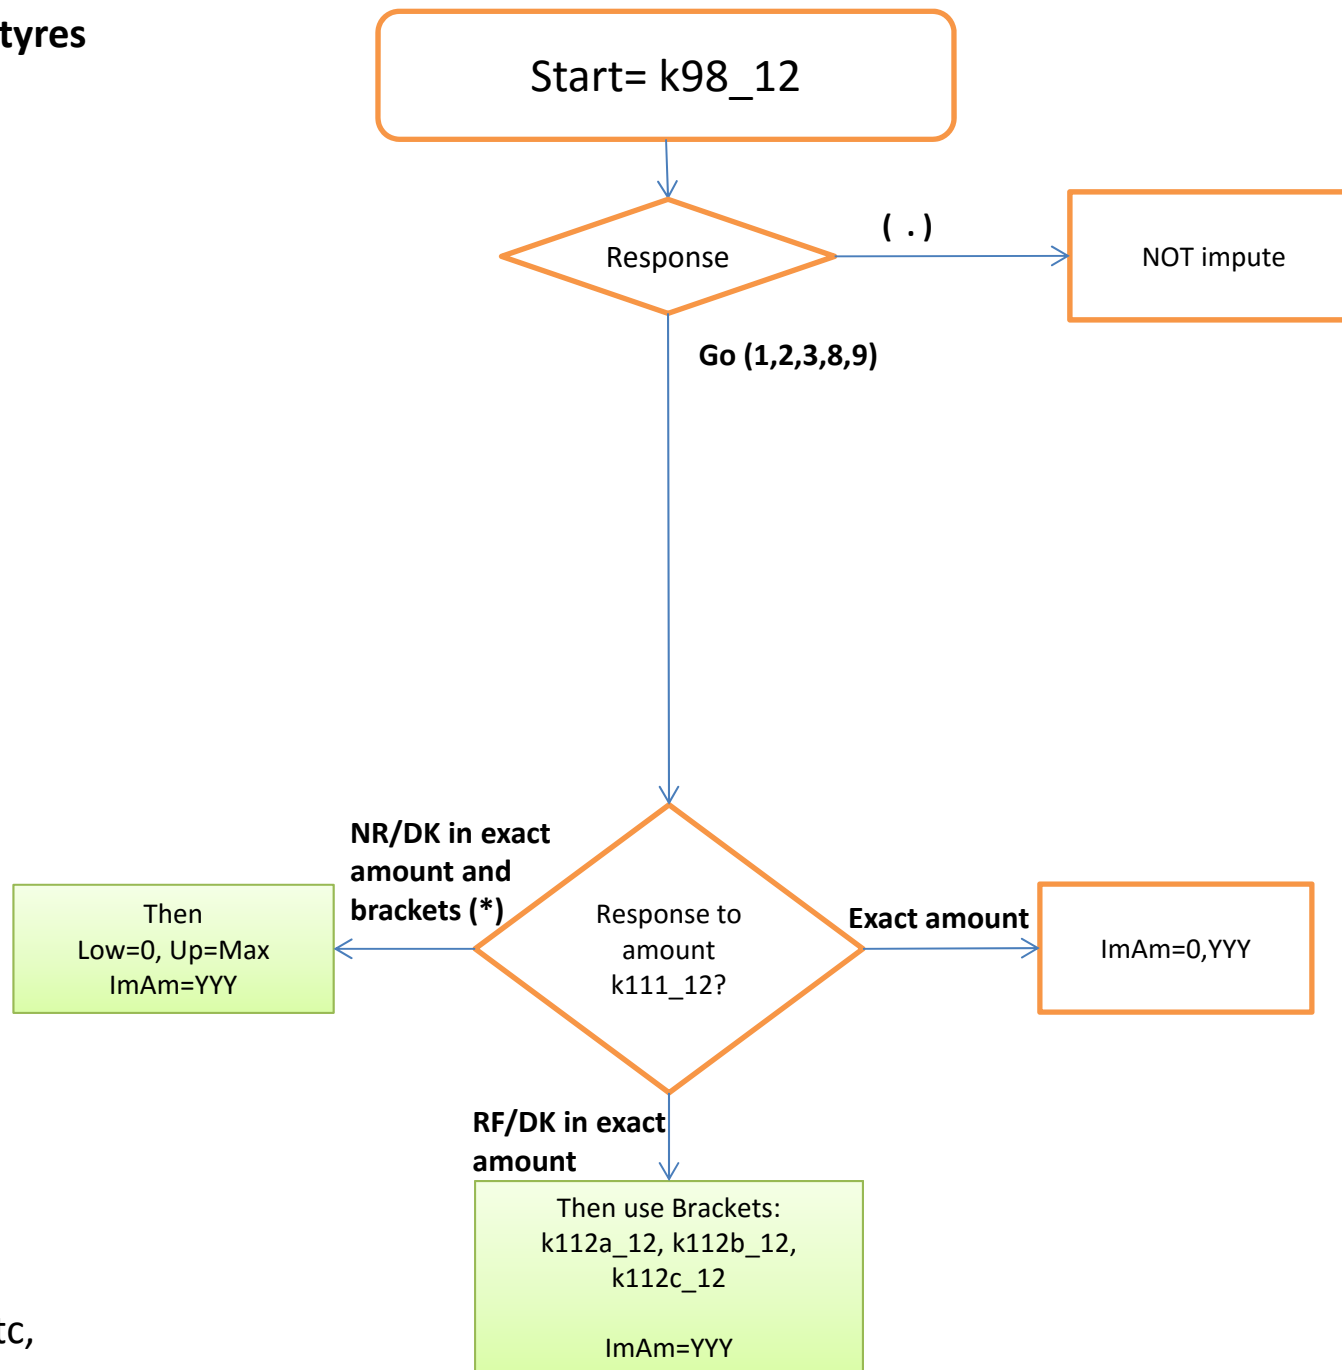 tyres
Start= k98_12
( . )
Response
NOT impute
Go (1,2,3,8,9)
NR/DK in exact
amount and
brackets (*)
Then
Low=0, Up=Max
ImAm=YYY
Response to
amount
k111_12?
Exact amount
ImAm=0,YYY
RF/DK in exact
amount
Then use Brackets:
k112a_12, k112b_12,
k112c_12
ImAm=YYY
tc,